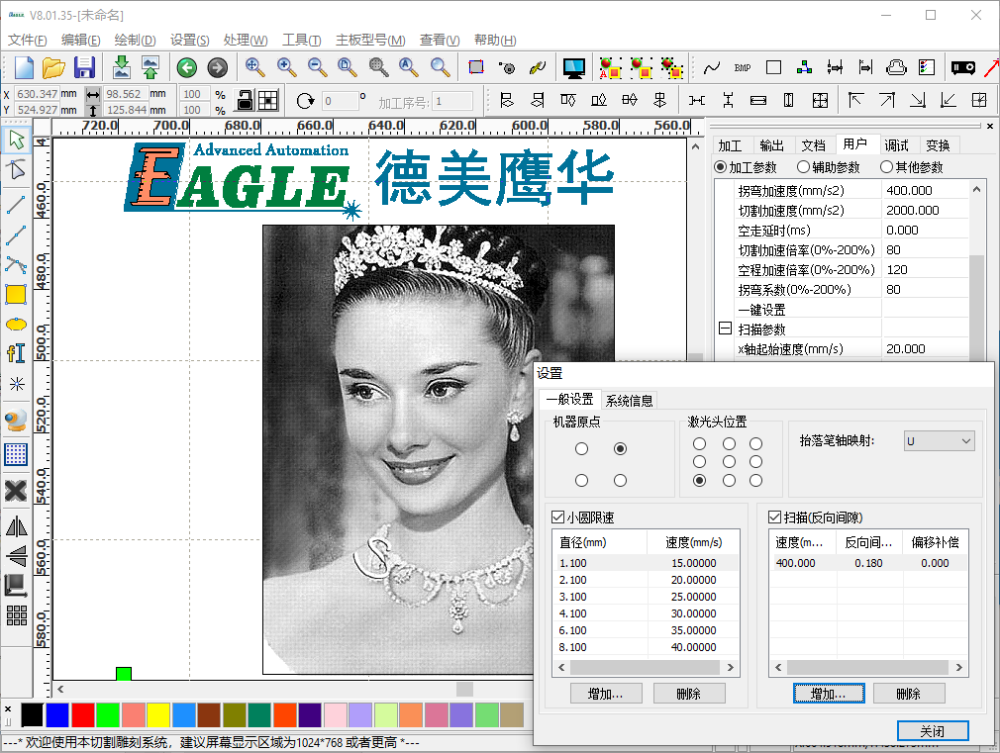 V8.01.35-[未命名]
文件(F) 编辑(E) 绘制(D) 设置(S) 处理(W) 工具(T) 主板型号(M) 查看(V) 帮助(H)
BMP
X 630.347 mm 98.562 mm 100 %
Y 524.927 mm 125.844 mm 100 %
0 °
加工序号: 1
720.0 700.0 680.0 660.0 640.0 620.0 600.0 580.0 560.0
460.0
480.0
500.0
520.0
540.0
560.0
580.0
Advanced Automation
EAGLE 德美鹰华
加工 输出 文档 用户 调试 变换
加工参数 辅助参数 其他参数
拐弯加速度(mm/s2) 400.000
切割加速度(mm/s2) 2000.000
空走延时(ms) 0.000
切割加速倍率(0%-200%) 80
空程加速倍率(0%-200%) 120
拐弯系数(0%-200%) 80
一键设置
扫描参数
x轴起始速度(mm/s) 20.000
设置
一般设置 系统信息
机器原点
激光头位置
抬落笔轴映射: U
小圆限速
直径(mm) 速度(mm/s)
1.100 15.00000
2.100 20.00000
3.100 25.00000
4.100 30.00000
6.100 35.00000
8.100 40.00000
增加... 删除
扫描(反向间隙)
速度(m... 反向间... 偏移补偿
400.000 0.180 0.000
增加... 删除
关闭
---* 欢迎使用本切割雕刻系统，建议屏幕显示区域为1024*768 或者更高 *---